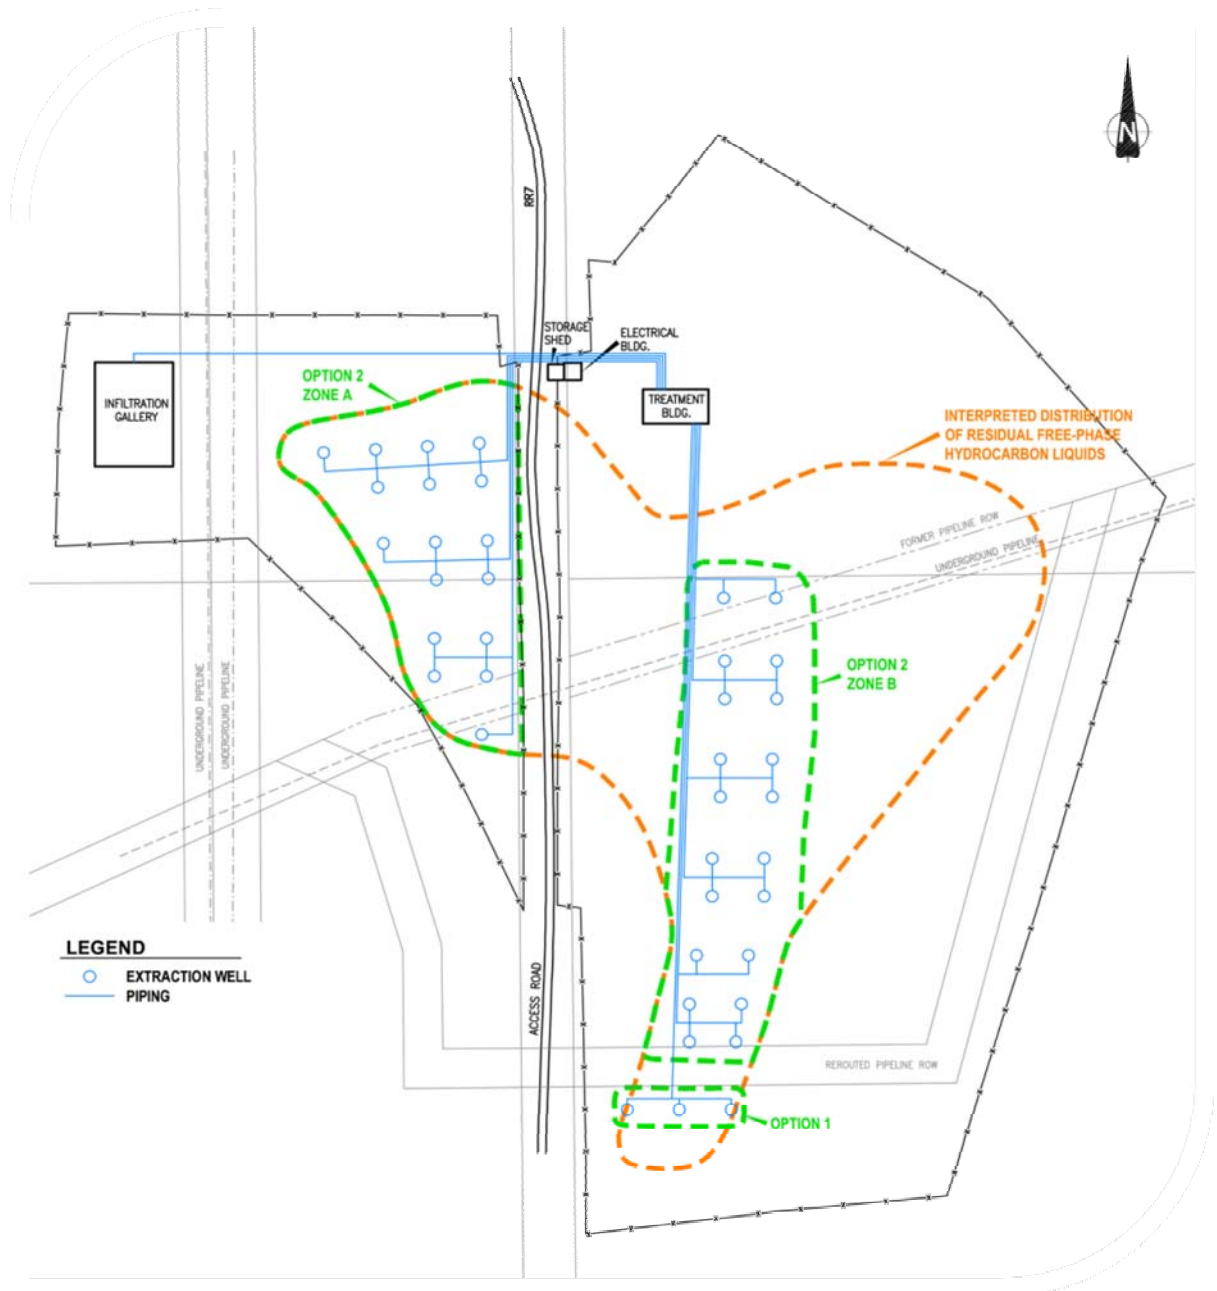 N
RR7
STORAGE
SHED
ELECTRICAL
BLDG.
OPTION 2
ZONE A
INFILTRATION
GALLERY
TREATMENT
BLDG.
INTERPRETED DISTRIBUTION
OF RESIDUAL FREE-PHASE
HYDROCARBON LIQUIDS
FORMER PIPELINE ROW
UNDERGROUND PIPELINE
OPTION 2
ZONE B
UNDERGROUND PIPELINE
UNDERGROUND PIPELINE
LEGEND
EXTRACTION WELL
PIPING
ACCESS ROAD
REROUTED PIPELINE ROW
OPTION 1